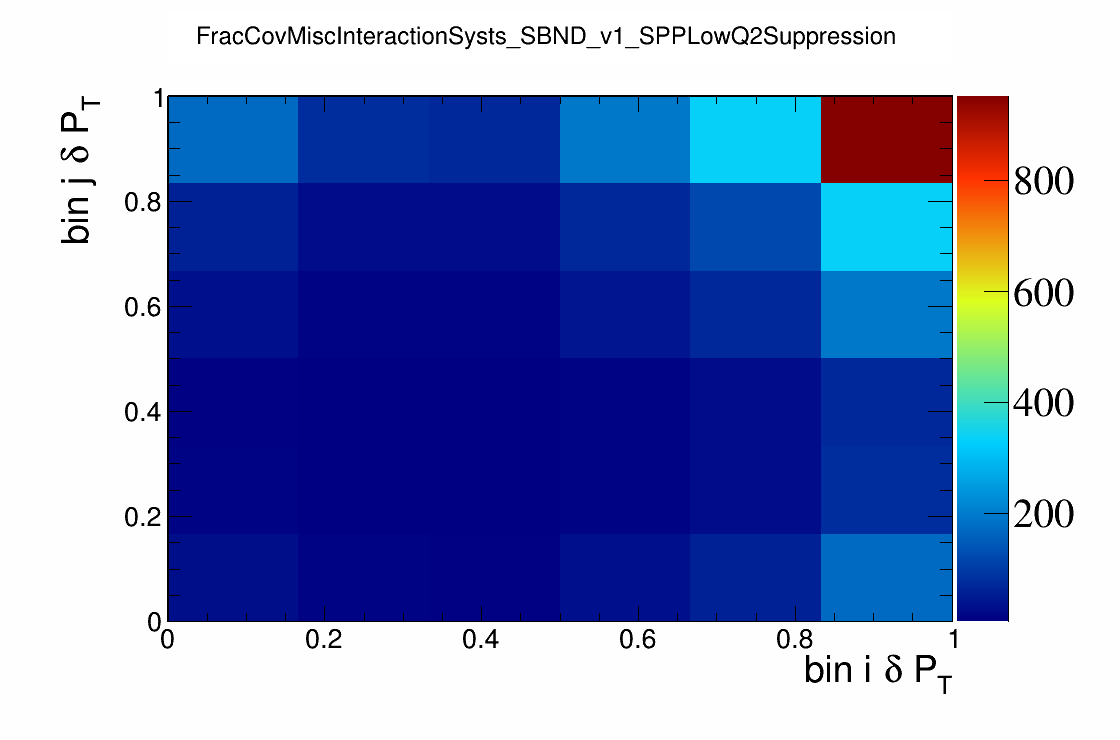 FracCovMiscInteractionSysts_SBND_v1_SPPLowQ2Suppression
bin j δ P_T
1
0.8
0.6
0.4
0.2
0
0 0.2 0.4 0.6 0.8 1
bin i δ P_T
800
600
400
200